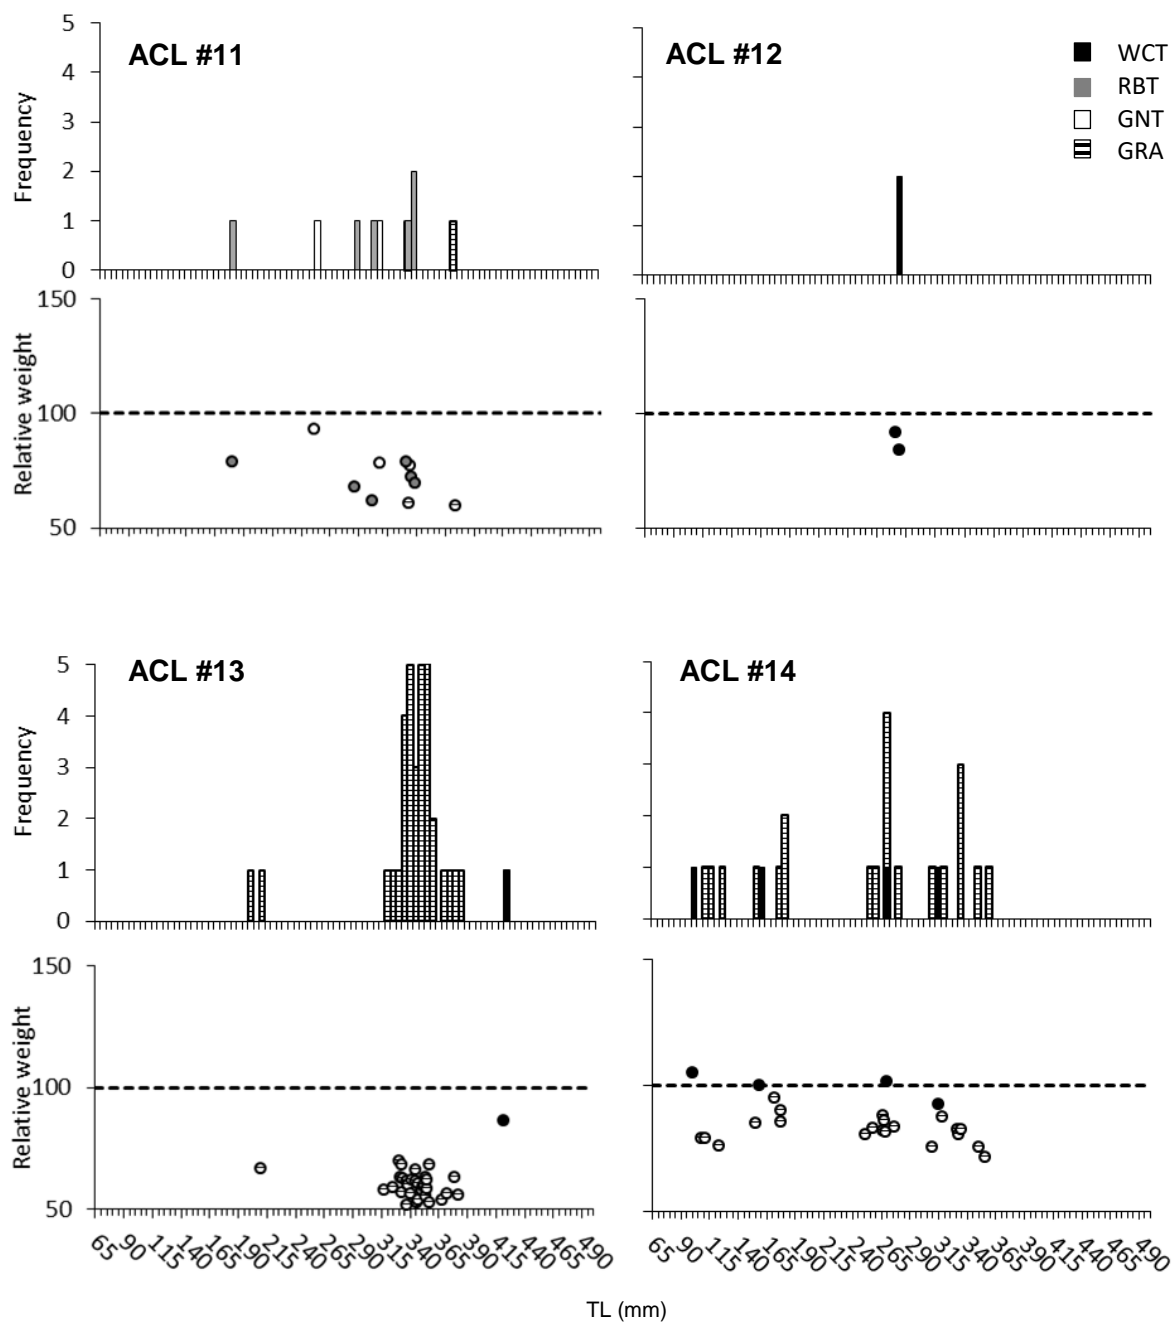 ACL #11
5
4
3
2
1
0
Frequency
150
100
50
Relative weight
ACL #12
WCT
RBT
GNT
GRA
ACL #13
5
4
3
2
1
0
Frequency
150
100
50
Relative weight
65 90 115 140 165 190 215 240 265 290 315 340 365 390 415 440 465 490
ACL #14
65 90 115 140 165 190 215 240 265 290 315 340 365 390 415 440 465 490
TL (mm)